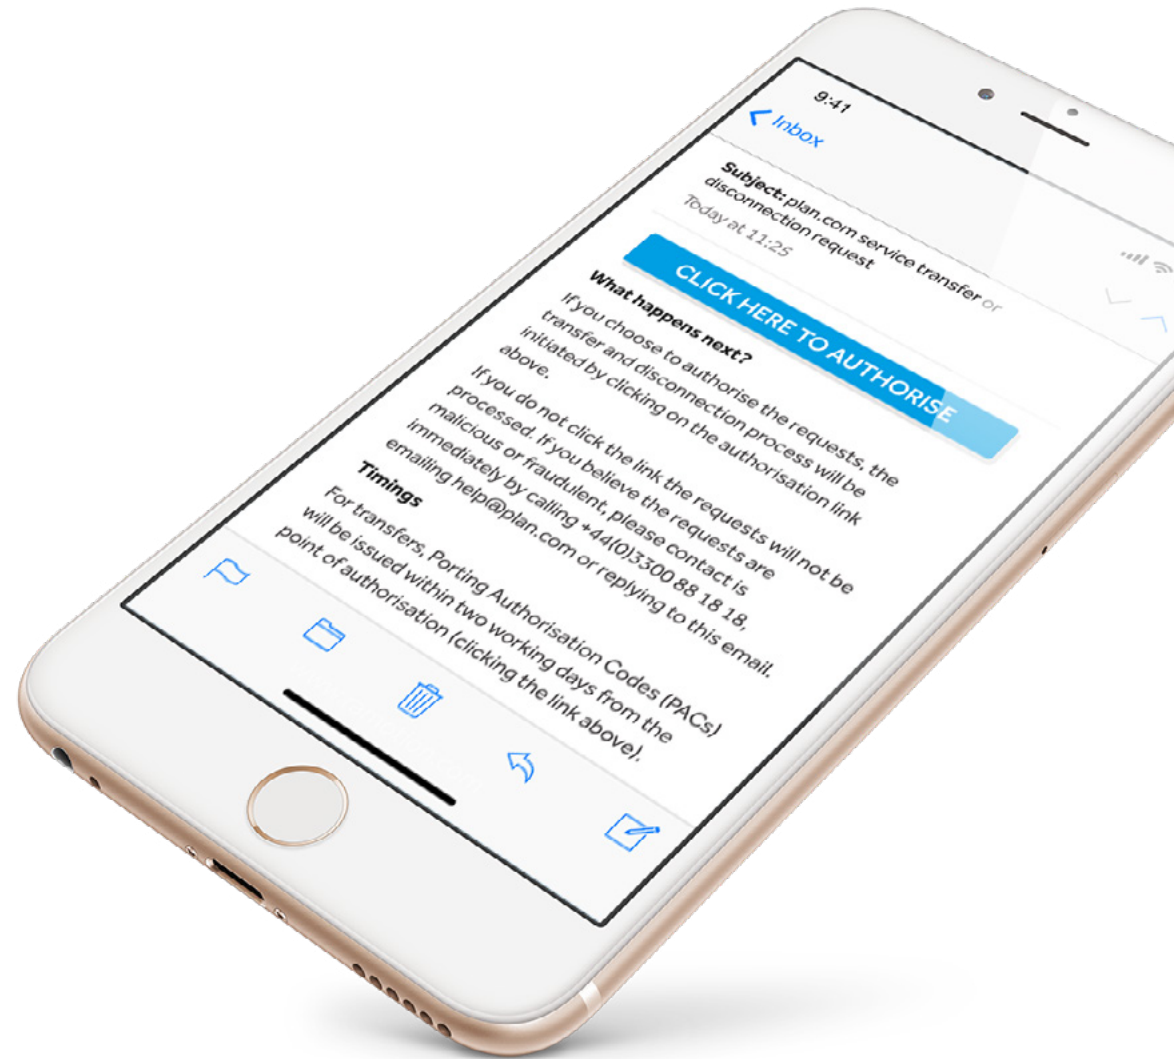 9:41
Inbox
Subject: plan.com service transfer or
disconnection request
Today at 11:25
CLICK HERE TO AUTHORISE
What happens next?
If you choose to authorise the requests, the
transfer and disconnection process will be
initiated by clicking on the authorisation link
above.
If you do not click the link the requests will not be
processed. If you believe the requests are
malicious or fraudulent, please contact is
immediately by calling +44(0)3300 88 18 18,
emailing help@plan.com or replying to this email.
Timings
For transfers, Porting Authorisation Codes (PACs)
will be issued within two working days from the
point of authorisation (clicking the link above).